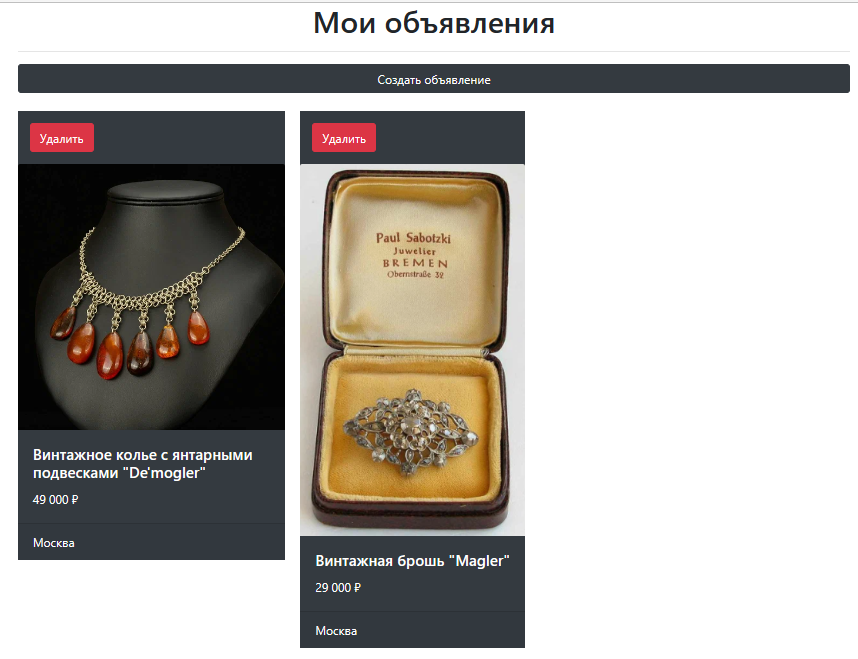 Мои объявления
Создать объявление
Удалить
Винтажное колье с янтарными
подвесками "De'mogler"
49 000 ₽
Москва
Удалить
Paul Sabotzki
Juwelier
BREMEN
Obernstraße 32
Винтажная брошь "Magler"
29 000 ₽
Москва